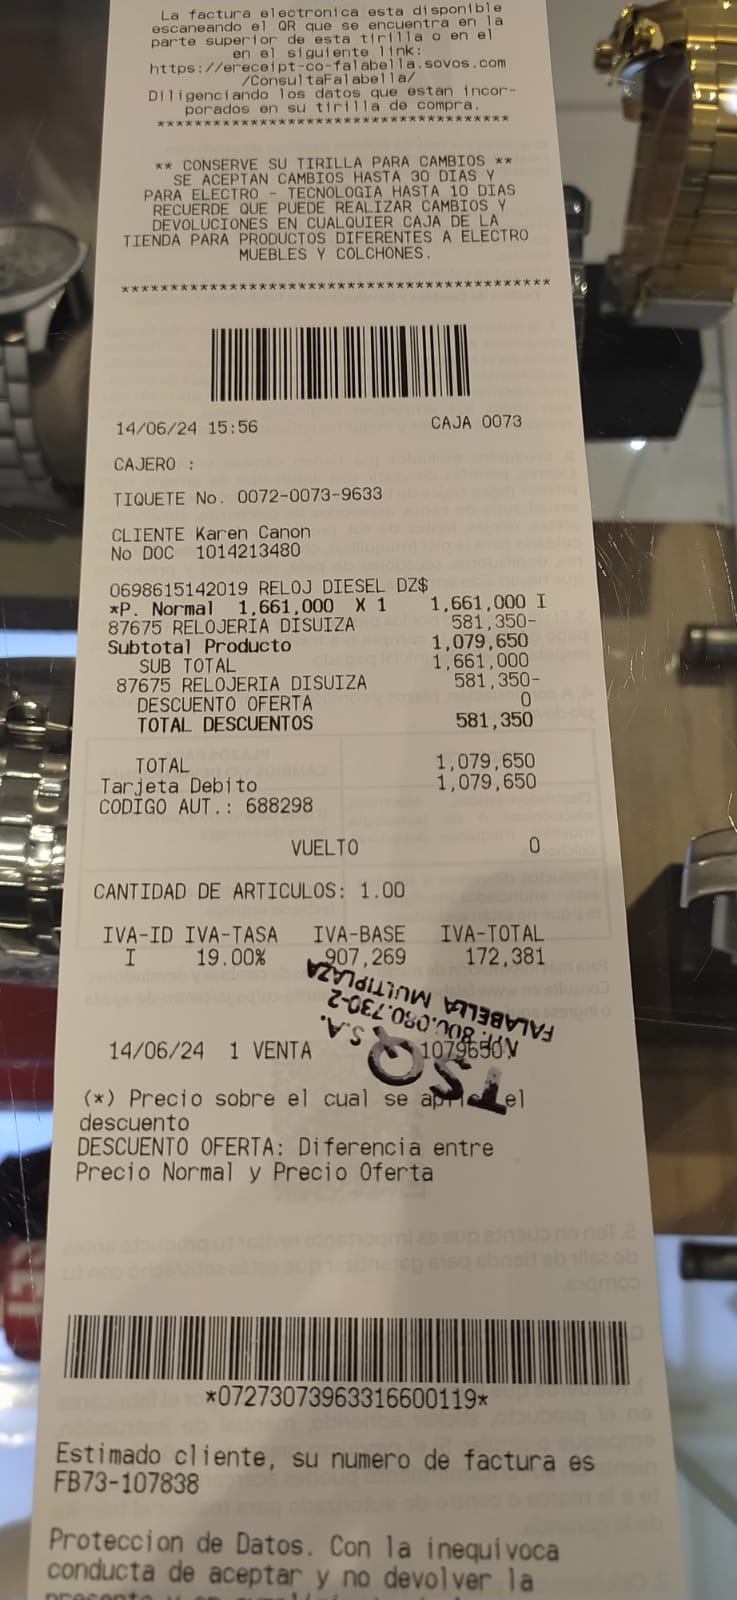 La factura electronica esta disponible
escaneando el QR que se encuentra en la
parte superior de esta tirilla o en el
en el siguiente link:
https://ereceipt-co-falabella.sovos.com
/ConsultaFalabella/
Diligenciando los datos que estan incor-
porados en su tirilla de compra.
***************************************
** CONSERVE SU TIRILLA PARA CAMBIOS **
SE ACEPTAN CAMBIOS HASTA 30 DIAS Y
PARA ELECTRO - TECNOLOGIA HASTA 10 DIAS
RECUERDE QUE PUEDE REALIZAR CAMBIOS Y
DEVOLUCIONES EN CUALQUIER CAJA DE LA
TIENDA PARA PRODUCTOS DIFERENTES A ELECTRO
MUEBLES Y COLCHONES.
********************************************
14/06/24 15:56 CAJA 0073
CAJERO :
TIQUETE No. 0072-0073-9633
CLIENTE Karen Canon
No DOC 1014213480
0698615142019 RELOJ DIESEL DZ$
*P. Normal 1,661,000 X 1 1,661,000 I
87675 RELOJERIA DISUIZA 581,350-
Subtotal Producto 1,079,650
SUB TOTAL 1,661,000
87675 RELOJERIA DISUIZA 581,350-
DESCUENTO OFERTA 0
TOTAL DESCUENTOS 581,350
TOTAL 1,079,650
Tarjeta Debito 1,079,650
CODIGO AUT.: 688298
VUELTO 0
CANTIDAD DE ARTICULOS: 1.00
IVA-ID IVA-TASA IVA-BASE IVA-TOTAL
I 19.00% 907,269 172,381
FALABELLA MULTIPLAZA
800.080.730-2
TSQ S.A.
14/06/24 1 VENTA 1079650
(*) Precio sobre el cual se el
descuento
DESCUENTO OFERTA: Diferencia entre
Precio Normal y Precio Oferta
*07273073963316600119*
Estimado cliente, su numero de factura es
FB73-107838
Proteccion de Datos. Con la inequivoca
conducta de aceptar y no devolver la